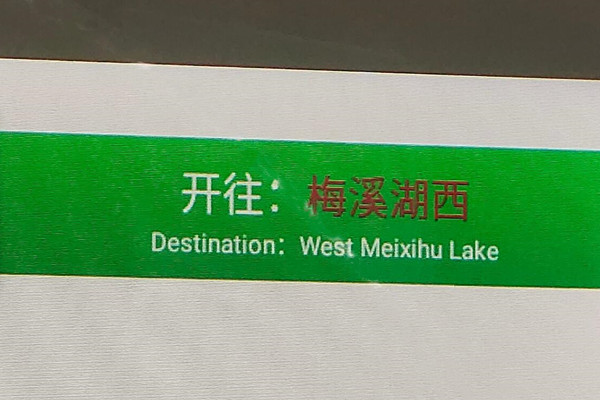 开往：梅溪湖西
Destination：West Meixihu Lake